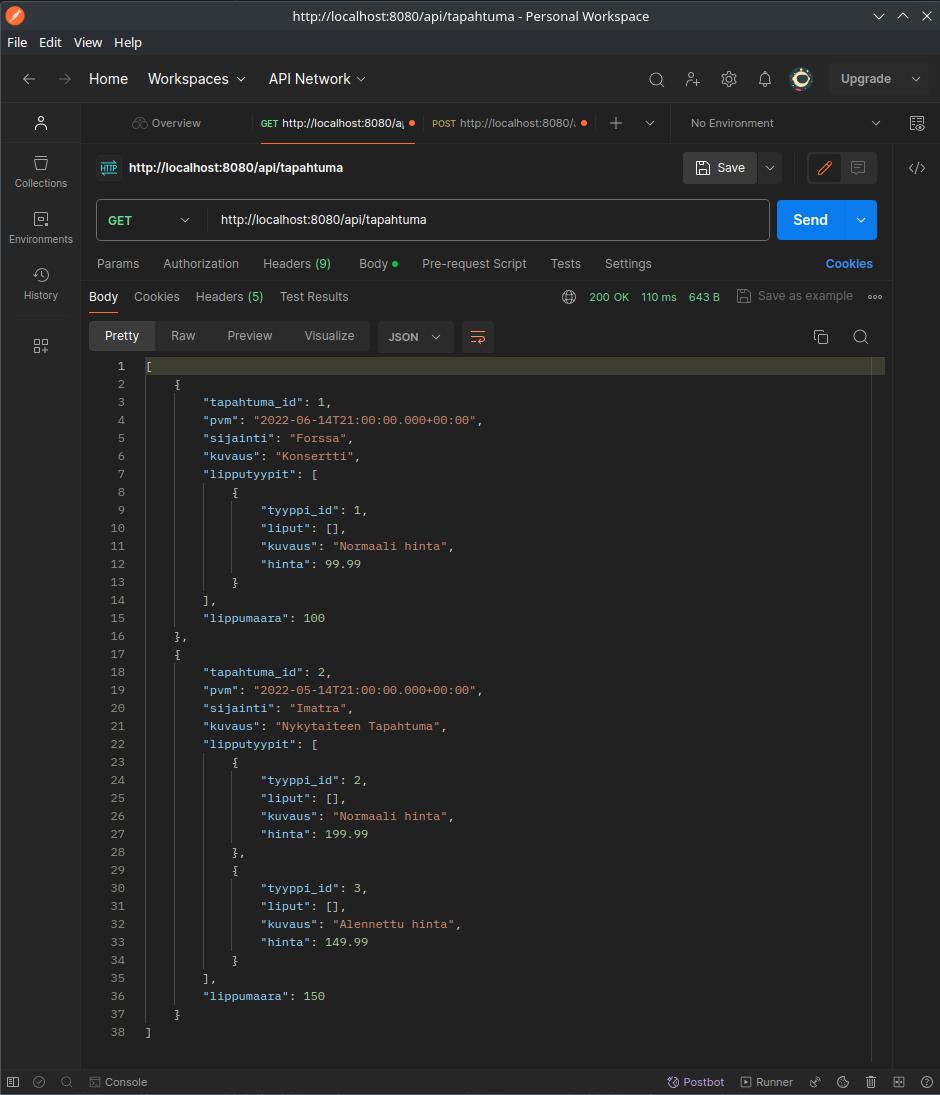 http://localhost:8080/api/tapahtuma - Personal Workspace
File Edit View Help
Home Workspaces API Network Upgrade
Overview GET http://localhost:8080/a POST http://localhost:8080/ No Environment
HTTP http://localhost:8080/api/tapahtuma Save
GET http://localhost:8080/api/tapahtuma Send
Collections
Environments
History
Params Authorization Headers (9) Body Pre-request Script Tests Settings Cookies
Body Cookies Headers (5) Test Results 200 OK 110 ms 643 B Save as example
Pretty Raw Preview Visualize JSON
1 [
2 {
3 "tapahtuma_id": 1,
4 "pvm": "2022-06-14T21:00:00.000+00:00",
5 "sijainti": "Forssa",
6 "kuvaus": "Konsertti",
7 "lipputyypit": [
8 {
9 "tyyppi_id": 1,
10 "liput": [],
11 "kuvaus": "Normaali hinta",
12 "hinta": 99.99
13 }
14 ],
15 "lippumaara": 100
16 },
17 {
18 "tapahtuma_id": 2,
19 "pvm": "2022-05-14T21:00:00.000+00:00",
20 "sijainti": "Imatra",
21 "kuvaus": "Nykytaiteen Tapahtuma",
22 "lipputyypit": [
23 {
24 "tyyppi_id": 2,
25 "liput": [],
26 "kuvaus": "Normaali hinta",
27 "hinta": 199.99
28 },
29 {
30 "tyyppi_id": 3,
31 "liput": [],
32 "kuvaus": "Alennettu hinta",
33 "hinta": 149.99
34 }
35 ],
36 "lippumaara": 150
37 }
38 ]
Console Postbot Runner